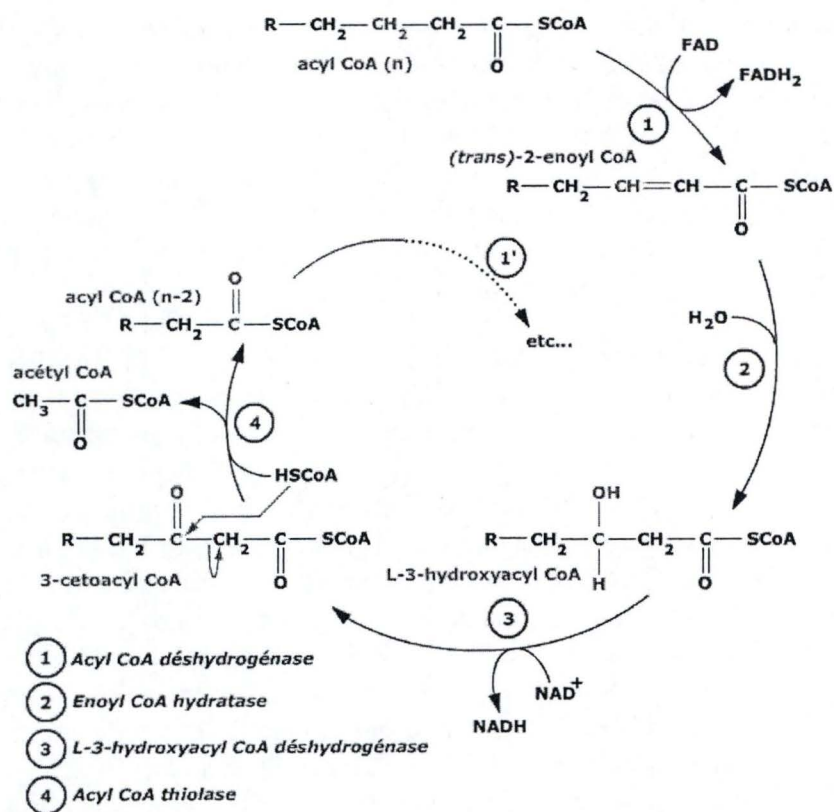 R—CH2—CH2—CH2—C—SCoA
O
acyl CoA (n)
FAD
FADH2
1
(trans)-2-enoyl CoA
R—CH2—CH=CH—C—SCoA
O
1'
etc...
O
acyl CoA (n-2)
R—CH2—C—SCoA
H2O
2
acétyl CoA
CH3—C—SCoA
O
4
HSCoA
O
R—CH2—C—CH2—C—SCoA
O
3-cetoacyl CoA
OH
R—CH2—C—CH2—C—SCoA
H
O
L-3-hydroxyacyl CoA
3
NAD+
NADH
1 Acyl CoA déshydrogénase
2 Enoyl CoA hydratase
3 L-3-hydroxyacyl CoA déshydrogénase
4 Acyl CoA thiolase